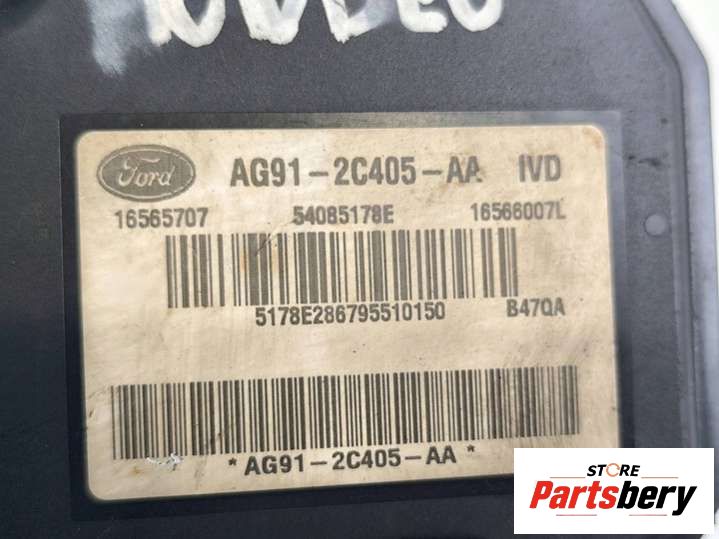 Ford AG91-2C405-AA IVD
16565707 54085178E 16566007L
5178E286795510150 B47QA
*AG91-2C405-AA*
STORE
Partsbery